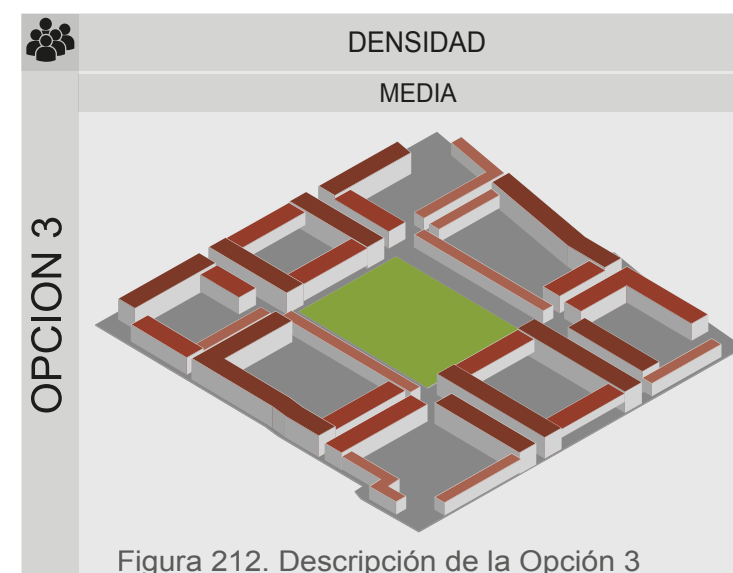 DENSIDAD
MEDIA
OPCION 3
Figura 212. Descripción de la Opción 3